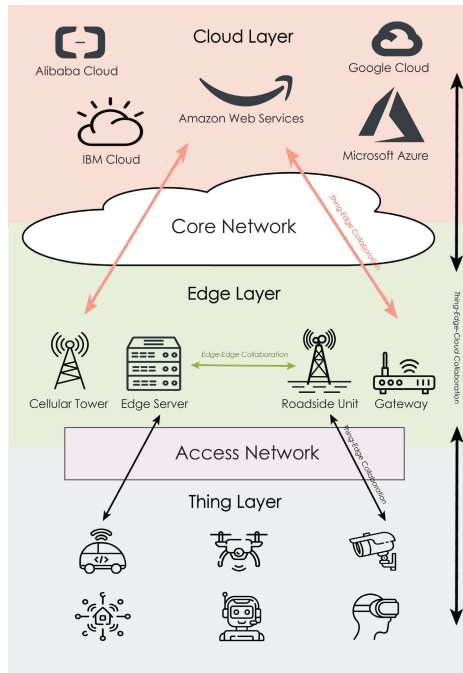 Cloud Layer
Alibaba Cloud
Google Cloud
Amazon Web Services
IBM Cloud
Microsoft Azure
Thing-Edge Collaboration
Core Network
Edge Layer
Thing-Edge-Cloud Collaboration
Edge-Edge Collaboration
Cellular Tower
Edge Server
Roadside Unit
Gateway
Access Network
Thing-Edge Collaboration
Thing Layer
</>